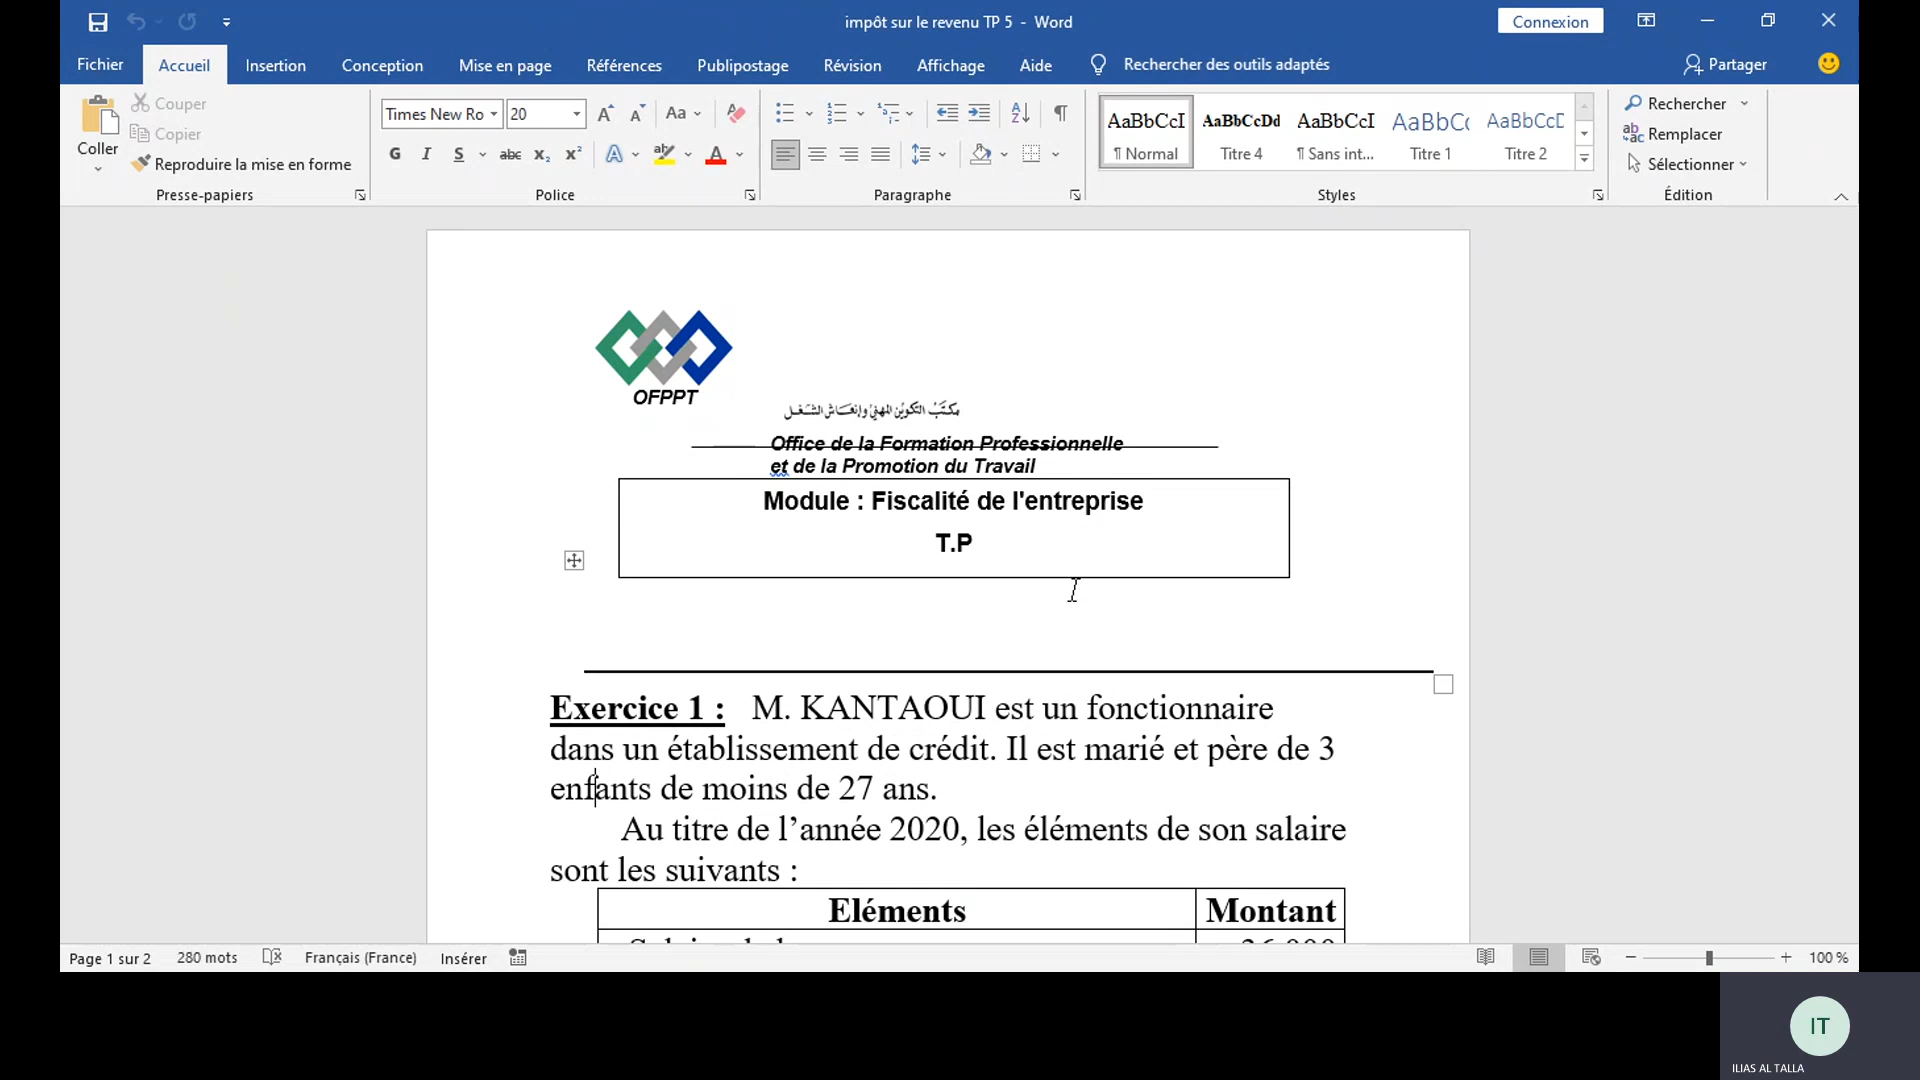 impôt sur le revenu TP 5 - Word
Connexion
Fichier
Accueil
Insertion
Conception
Mise en page
Références
Publipostage
Révision
Affichage
Aide
Rechercher des outils adaptés
Partager
Coller
Couper
Copier
Reproduire la mise en forme
Presse-papiers
Times New Ro
20
Aa
G I S abc x₂ x² A ab A
Police
Paragraphe
AaBbCcI
¶ Normal
AaBbCcDd
Titre 4
AaBbCcI
¶ Sans int...
AaBbC
Titre 1
AaBbCcD
Titre 2
Styles
Rechercher
Remplacer
Sélectionner
Édition
OFPPT
مكتب التكوين المهني وإنعاش الشغل
Office de la Formation Professionnelle
et de la Promotion du Travail
Module : Fiscalité de l'entreprise
T.P
Exercice 1 : M. KANTAOUI est un fonctionnaire
dans un établissement de crédit. Il est marié et père de 3
enfants de moins de 27 ans.
Au titre de l’année 2020, les éléments de son salaire
sont les suivants :
Eléments Montant
Page 1 sur 2
280 mots
Français (France)
Insérer
100 %
IT
ILIAS AL TALLA